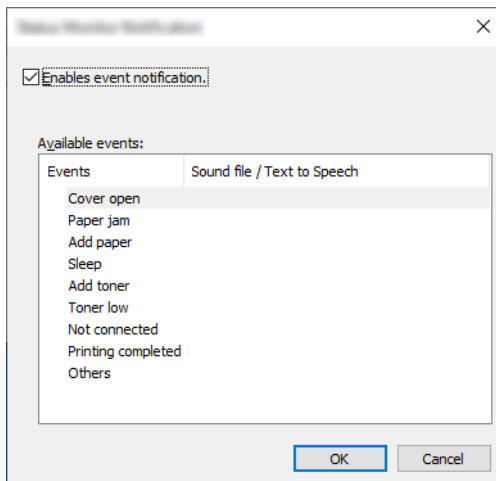 Enables event notification.
Available events:
Events Sound file / Text to Speech
Cover open
Paper jam
Add paper
Sleep
Add toner
Toner low
Not connected
Printing completed
Others
OK Cancel